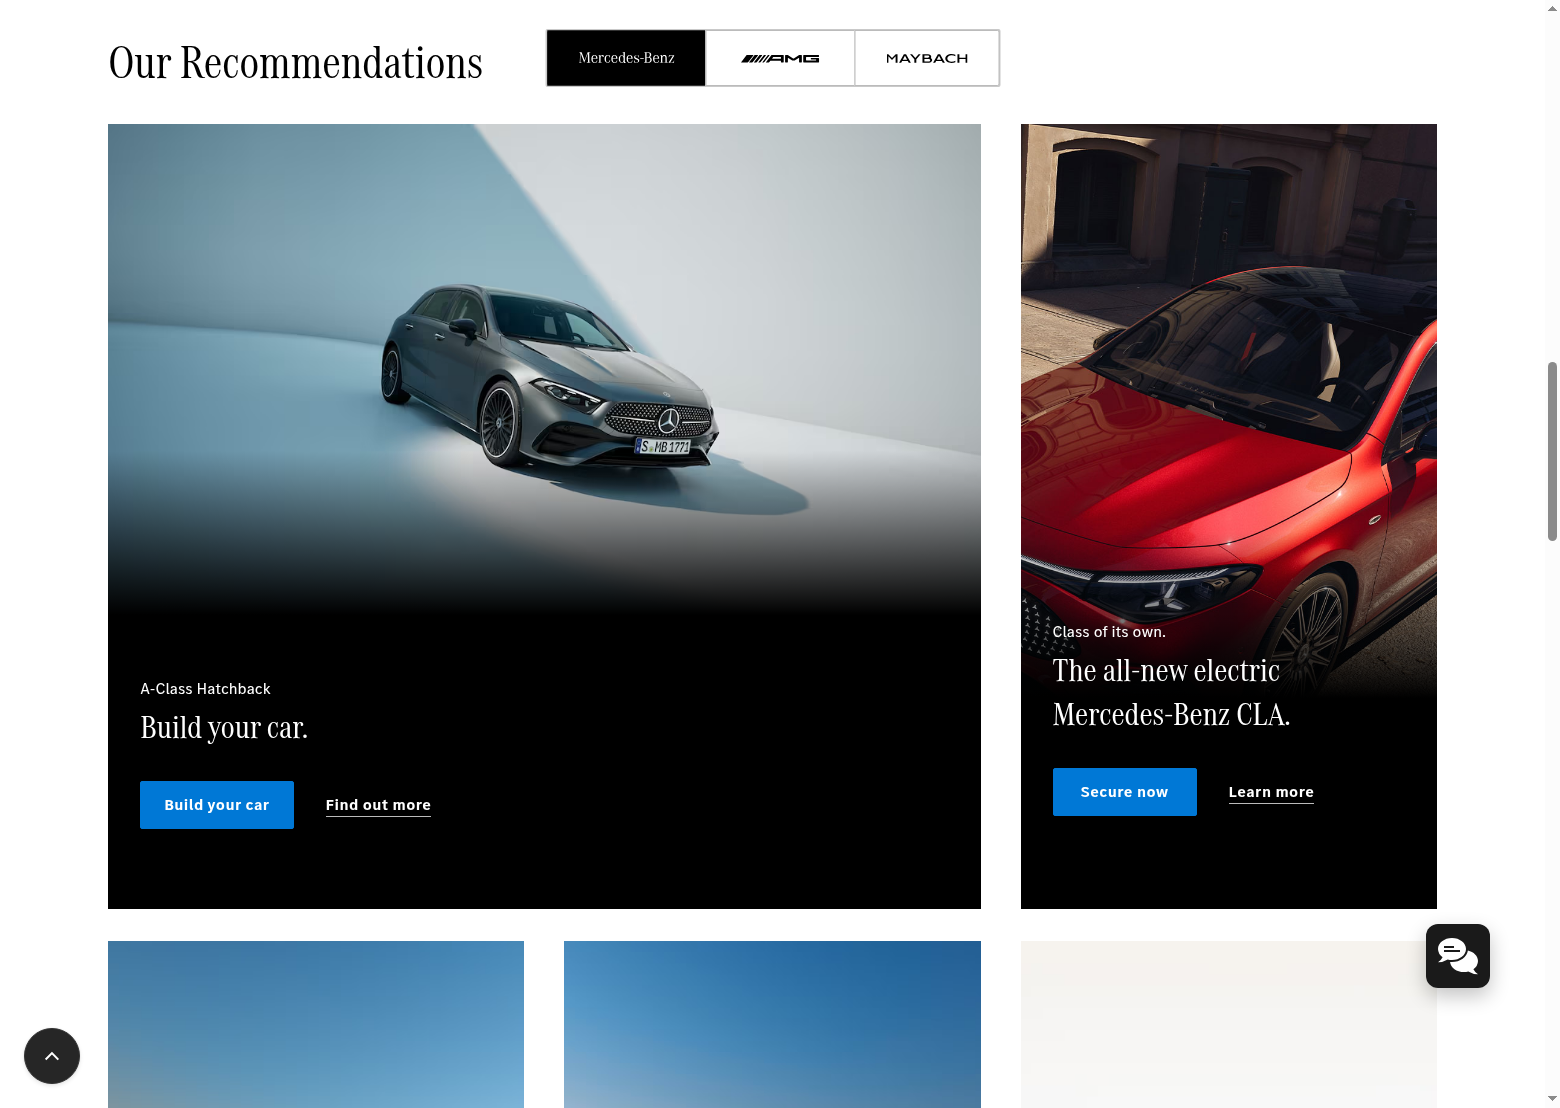 Our Recommendations
Mercedes-Benz
AMG
MAYBACH
S MB 1771
A-Class Hatchback
Build your car.
Build your car
Find out more
Class of its own.
The all-new electric
Mercedes-Benz CLA.
Secure now
Learn more